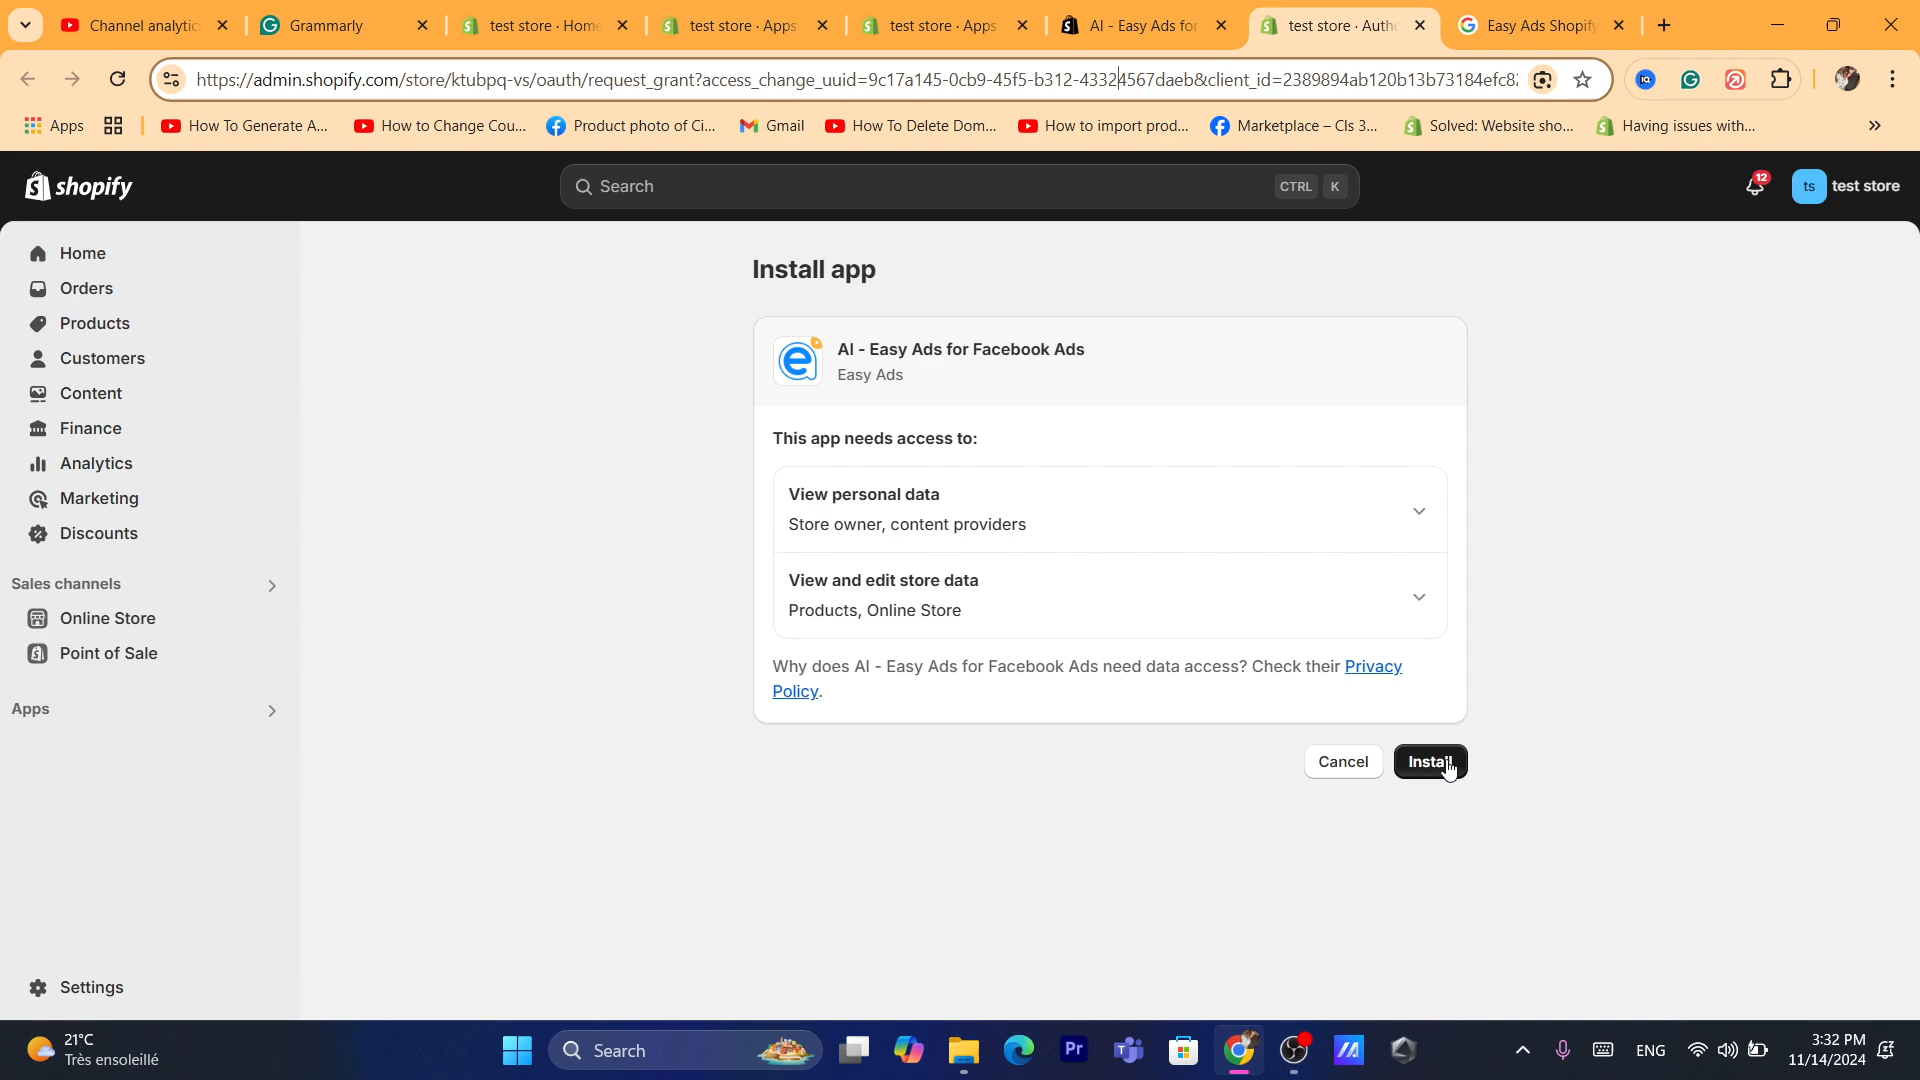 Channel analytic
Grammarly
test store · Home
test store · Apps
test store · Apps
AI - Easy Ads for
test store · Autho
Easy Ads Shopify
https://admin.shopify.com/store/ktubpq-vs/oauth/request_grant?access_change_uuid=9c17a145-0cb9-45f5-b312-43324567daeb&client_id=2389894ab120b13b73184efc8
Apps
How To Generate A...
How to Change Cou...
Product photo of Ci...
Gmail
How To Delete Dom...
How to import prod...
Marketplace – Cls 3...
Solved: Website sho...
Having issues with...
shopify
Search
CTRL K
12
ts
test store
Home
Orders
Products
Customers
Content
Finance
Analytics
Marketing
Discounts
Sales channels
Online Store
Point of Sale
Apps
Settings
Install app
AI - Easy Ads for Facebook Ads
Easy Ads
This app needs access to:
View personal data
Store owner, content providers
View and edit store data
Products, Online Store
Why does AI - Easy Ads for Facebook Ads need data access? Check their Privacy
Policy.
Cancel
Install
21°C
Très ensoleillé
Search
Pr
ENG
3:32 PM
11/14/2024